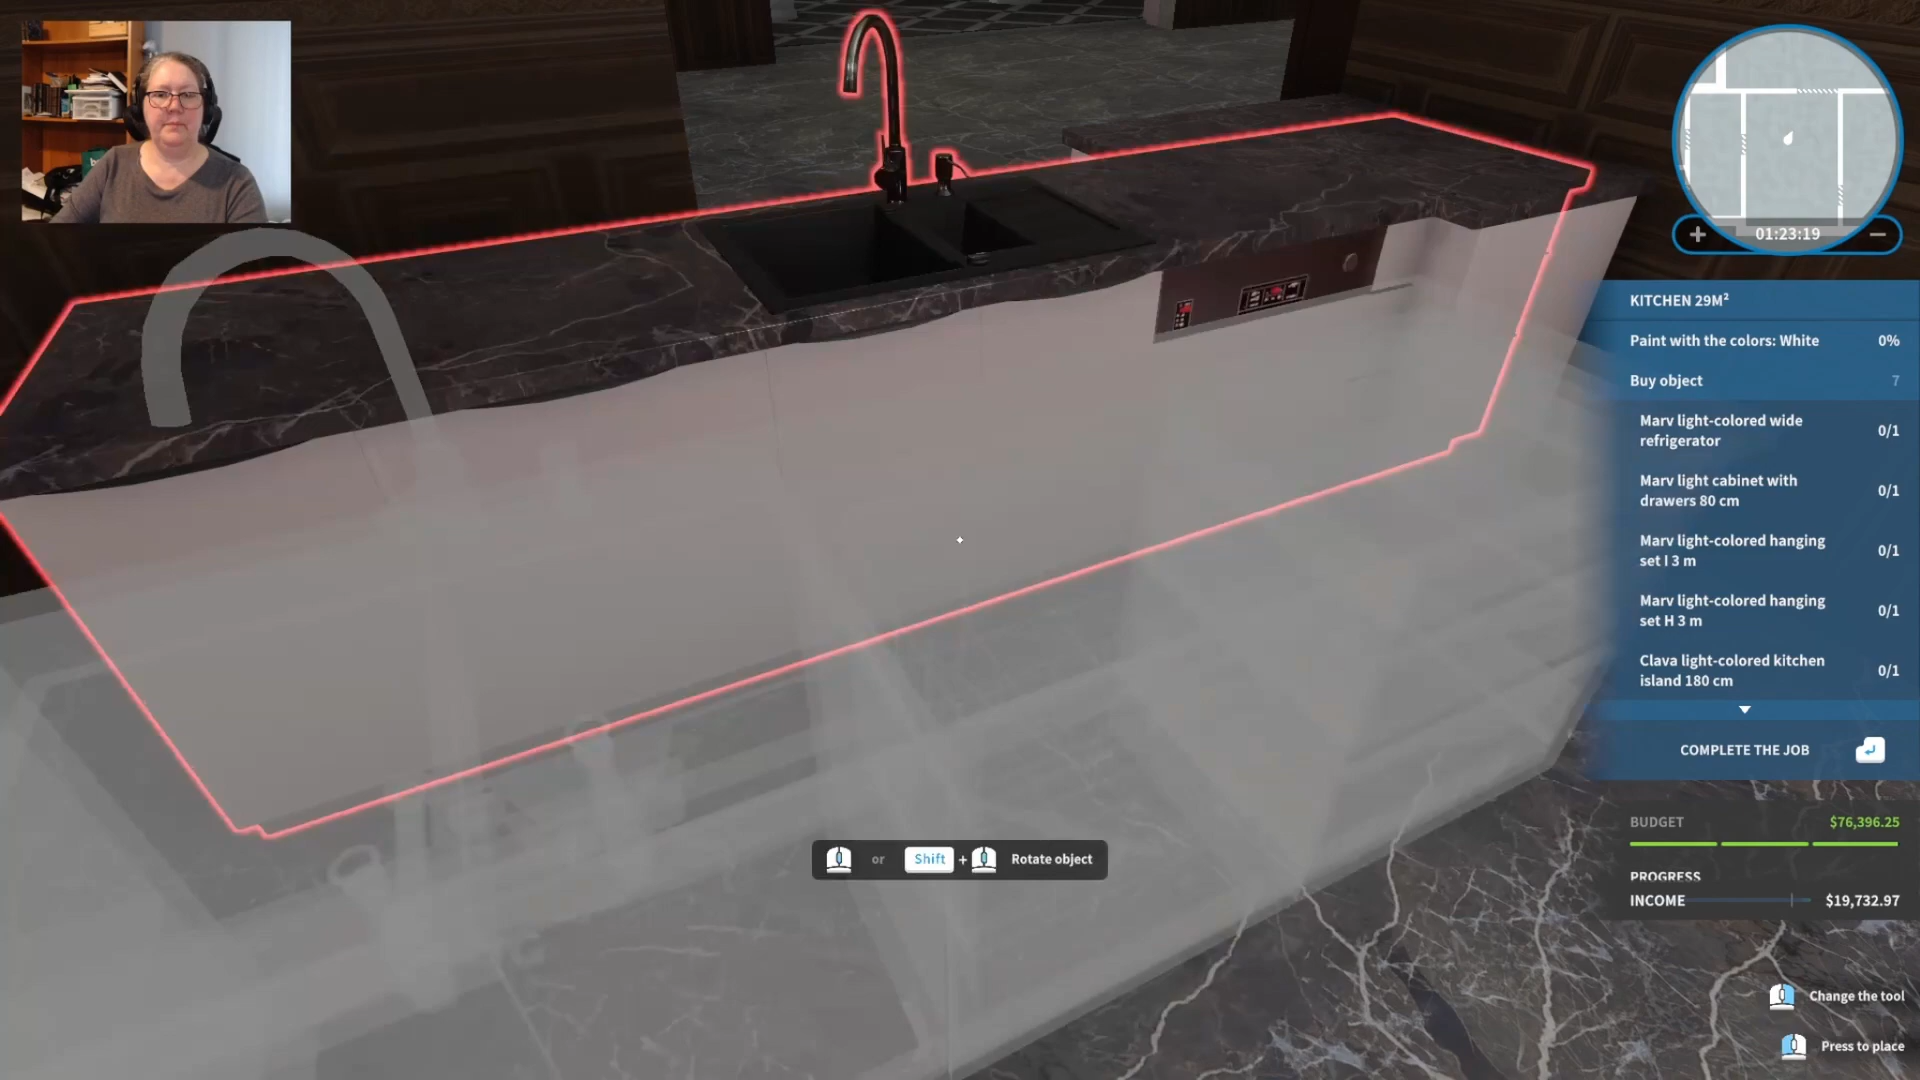 01:23:19
KITCHEN 29M²
Paint with the colors: White 0%
Buy object 7
Marv light-colored wide
refrigerator 0/1
Marv light cabinet with
drawers 80 cm 0/1
Marv light-colored hanging
set I 3 m 0/1
Marv light-colored hanging
set H 3 m 0/1
Clava light-colored kitchen
island 180 cm 0/1
COMPLETE THE JOB
BUDGET $76,396.25
PROGRESS
INCOME $19,732.97
or Shift + Rotate object
Change the tool
Press to place